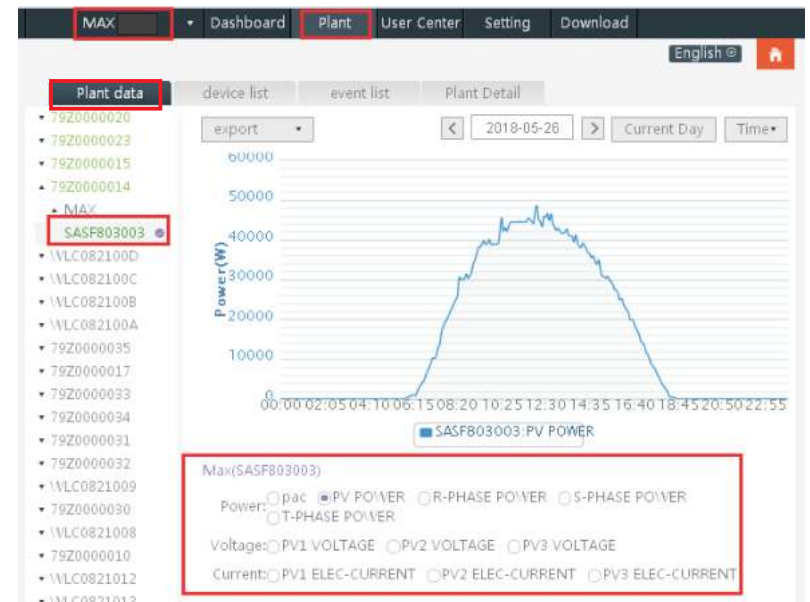 MAX Dashboard Plant User Center Setting Download
English
Plant data device list event list Plant Detail
79Z0000020
79Z0000023
79Z0000015
79Z0000014
MAX
SASF803003
WLC082100D
WLC082100C
WLC082100B
WLC082100A
79Z0000035
79Z0000017
79Z0000033
79Z0000034
79Z0000031
79Z0000032
WLC0821009
79Z0000030
WLC0821008
79Z0000010
WLC0821012
WLC0821013
export < 2018-05-26 > Current Day Time
60000
50000
40000
30000
20000
10000
0
Power(W)
00:00 02:05 04:10 06:15 08:20 10:25 12:30 14:35 16:40 18:45 20:50 22:55
SASF803003:PV POWER
Max(SASF803003)
Power: pac PV POWER R-PHASE POWER S-PHASE POWER
T-PHASE POWER
Voltage: PV1 VOLTAGE PV2 VOLTAGE PV3 VOLTAGE
Current: PV1 ELEC-CURRENT PV2 ELEC-CURRENT PV3 ELEC-CURRENT